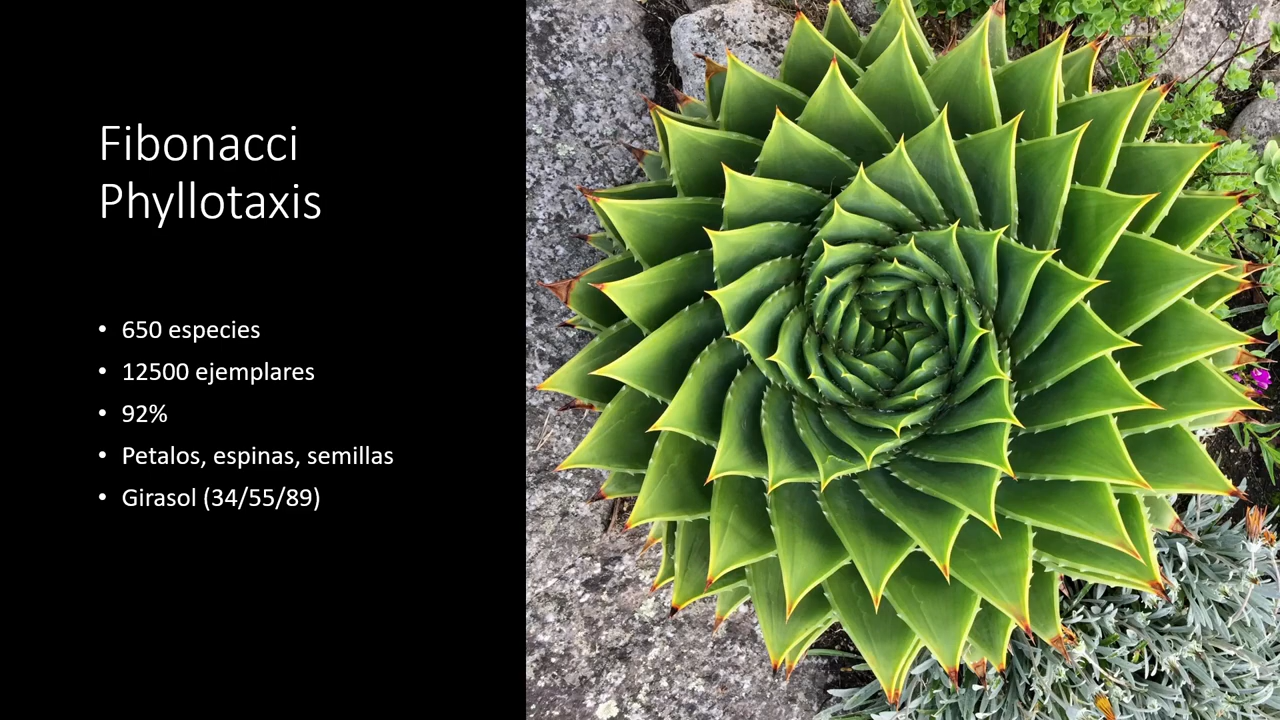 Fibonacci
Phyllotaxis
• 650 especies
• 12500 ejemplares
• 92%
• Petalos, espinas, semillas
• Girasol (34/55/89)